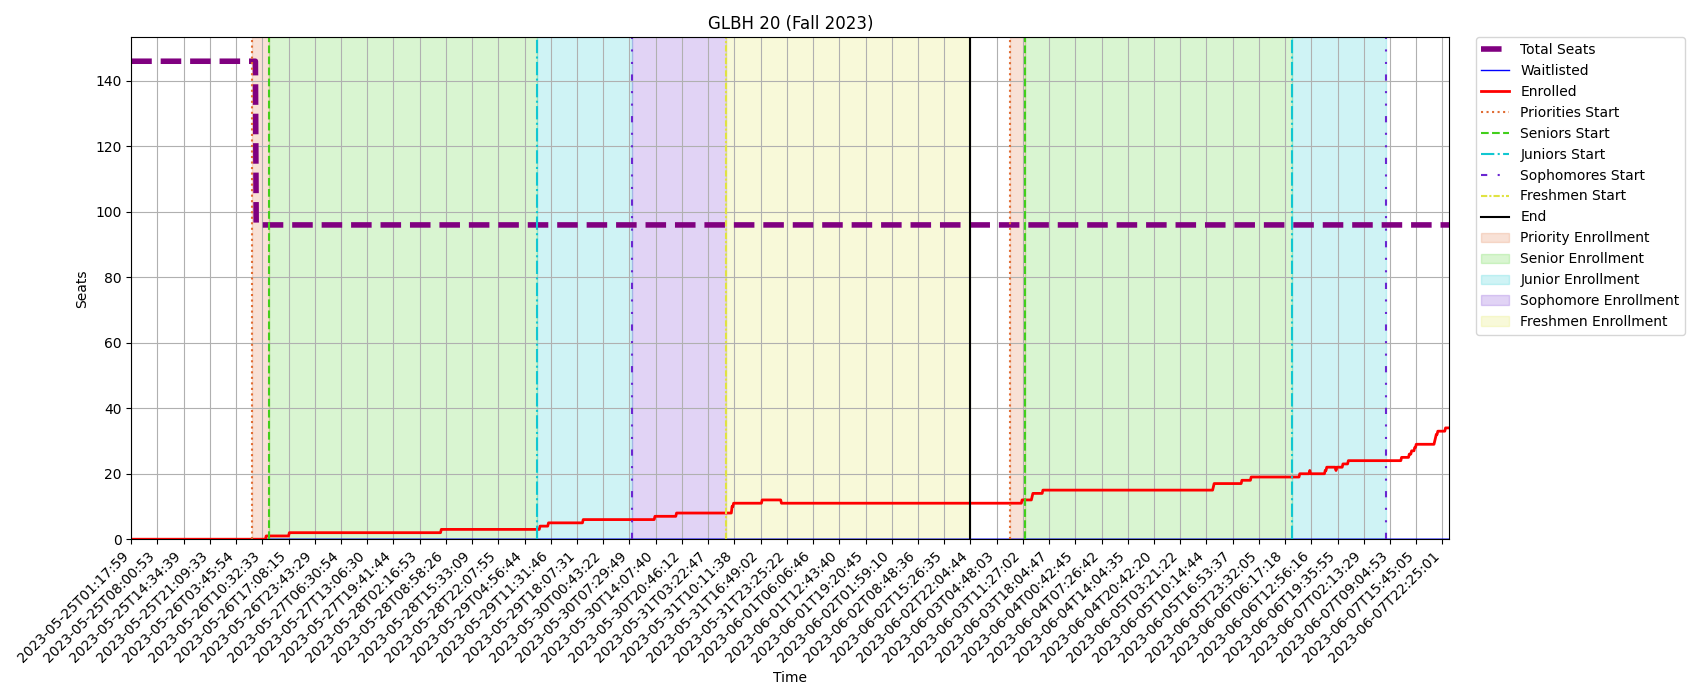 GLBH 20 (Fall 2023)
Total Seats
Waitlisted
Enrolled
Priorities Start
Seniors Start
Juniors Start
Sophomores Start
Freshmen Start
End
Priority Enrollment
Senior Enrollment
Junior Enrollment
Sophomore Enrollment
Freshmen Enrollment
Seats
140
120
100
80
60
40
20
0
2023-05-25T01:17:59
2023-05-25T08:00:53
2023-05-25T14:34:39
2023-05-25T21:09:33
2023-05-26T03:45:54
2023-05-26T10:32:33
2023-05-26T17:08:15
2023-05-26T23:43:29
2023-05-27T06:30:54
2023-05-27T13:06:30
2023-05-27T19:41:44
2023-05-28T02:16:53
2023-05-28T08:58:26
2023-05-28T15:33:09
2023-05-28T22:07:55
2023-05-29T04:56:44
2023-05-29T11:31:46
2023-05-29T18:07:31
2023-05-30T00:43:22
2023-05-30T07:29:49
2023-05-30T14:07:40
2023-05-30T20:46:12
2023-05-31T03:22:47
2023-05-31T10:11:38
2023-05-31T16:49:02
2023-05-31T23:25:22
2023-06-01T06:06:46
2023-06-01T12:43:40
2023-06-01T19:20:45
2023-06-02T01:59:10
2023-06-02T08:48:36
2023-06-02T15:26:35
2023-06-02T22:04:44
2023-06-03T04:48:03
2023-06-03T11:27:02
2023-06-03T18:04:47
2023-06-04T00:42:45
2023-06-04T07:26:42
2023-06-04T14:04:35
2023-06-04T20:42:20
2023-06-05T03:21:22
2023-06-05T10:14:44
2023-06-05T16:53:37
2023-06-05T23:32:05
2023-06-06T06:17:18
2023-06-06T12:56:16
2023-06-06T19:35:55
2023-06-07T02:13:29
2023-06-07T09:04:53
2023-06-07T15:45:05
2023-06-07T22:25:01
Time